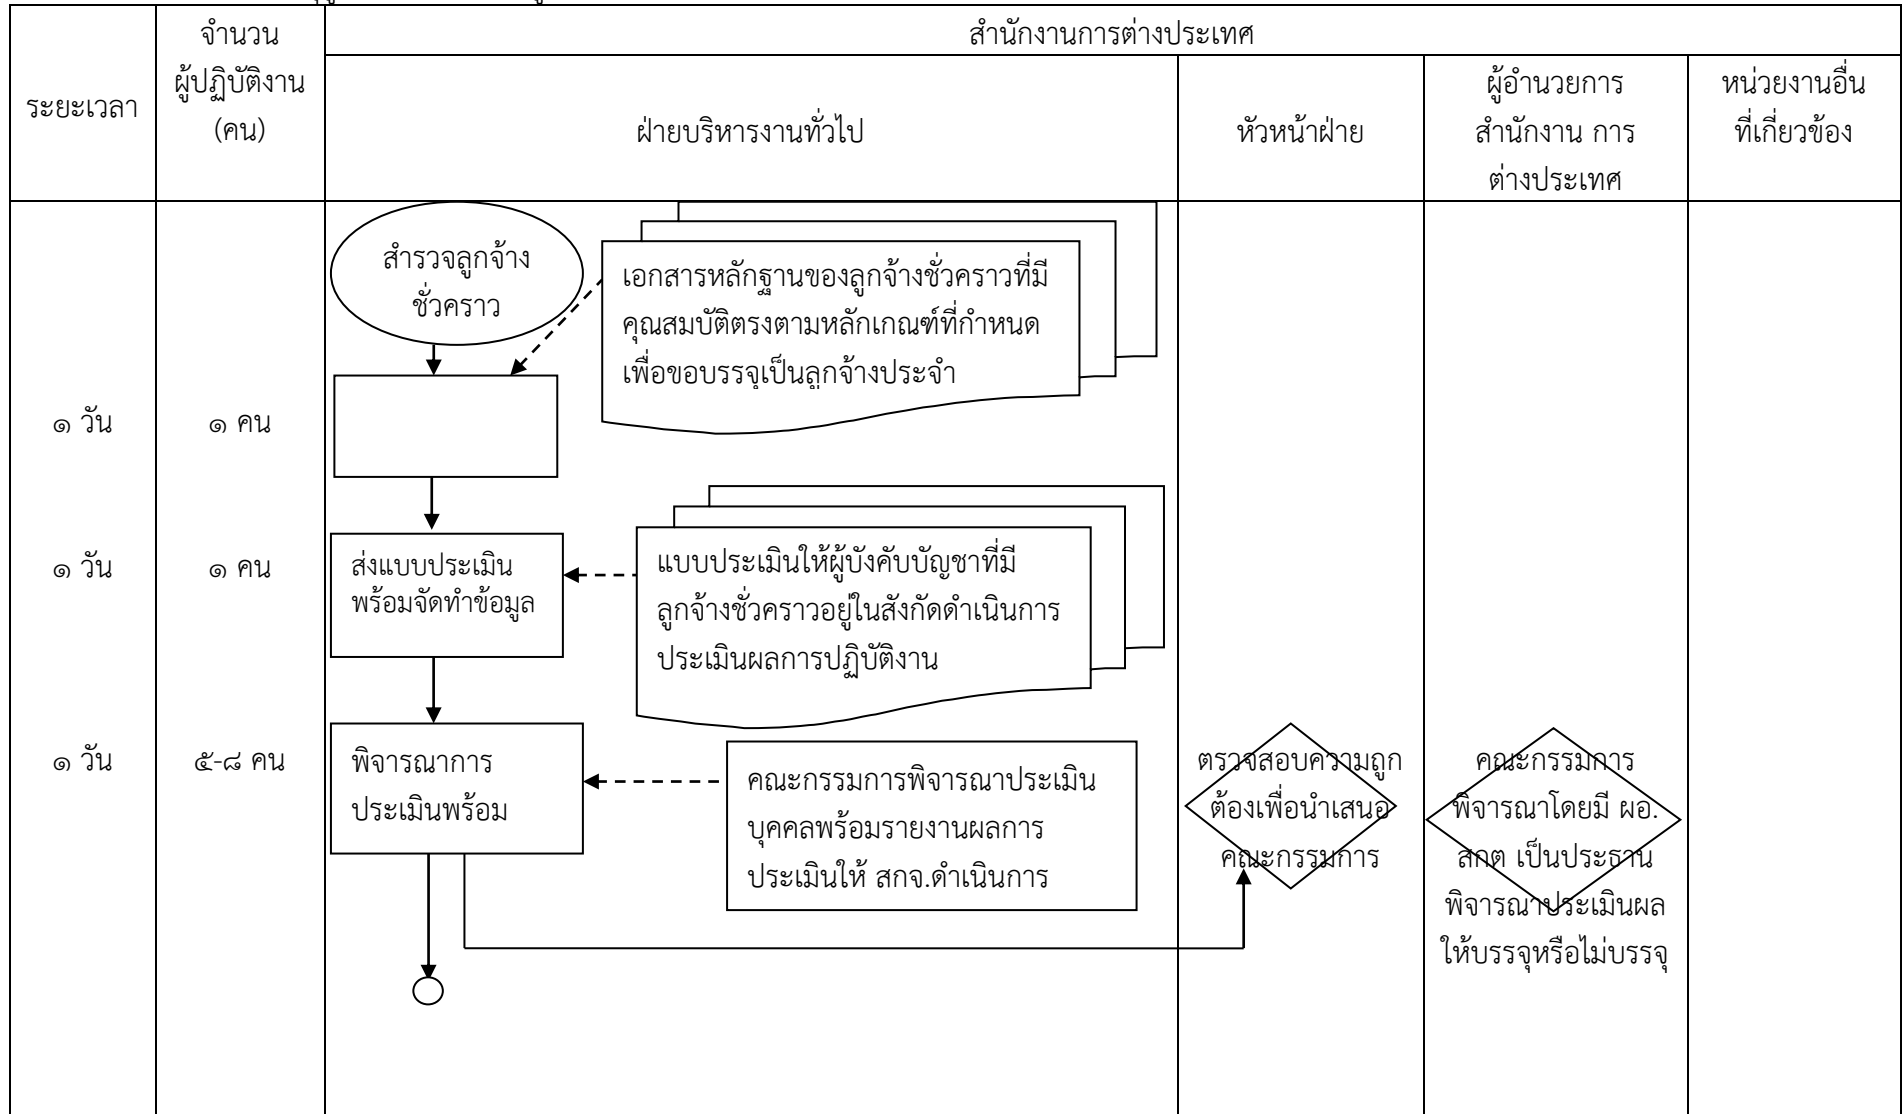 สำนักงานการต่างประเทศ
ระยะเวลา
จำนวน
ผู้ปฏิบัติงาน
(คน)
ฝ่ายบริหารงานทั่วไป
หัวหน้าฝ่าย
ผู้อำนวยการ
สำนักงาน การ
ต่างประเทศ
หน่วยงานอื่น
ที่เกี่ยวข้อง
สำรวจลูกจ้าง
ชั่วคราว
เอกสารหลักฐานของลูกจ้างชั่วคราวที่มี
คุณสมบัติตรงตามหลักเกณฑ์ที่กำหนด
เพื่อขอบรรจุเป็นลูกจ้างประจำ
๑ วัน
๑ คน
๑ วัน
๑ คน
ส่งแบบประเมิน
พร้อมจัดทำข้อมูล
แบบประเมินให้ผู้บังคับบัญชาที่มี
ลูกจ้างชั่วคราวอยู่ในสังกัดดำเนินการ
ประเมินผลการปฏิบัติงาน
๑ วัน
๕-๘ คน
พิจารณาการ
ประเมินพร้อม
คณะกรรมการพิจารณาประเมิน
บุคคลพร้อมรายงานผลการ
ประเมินให้ สกจ.ดำเนินการ
ตรวจสอบความถูก
ต้องเพื่อนำเสนอ
คณะกรรมการ
คณะกรรมการ
พิจารณาโดยมี ผอ.
สกต เป็นประธาน
พิจารณาประเมินผล
ให้บรรจุหรือไม่บรรจุ